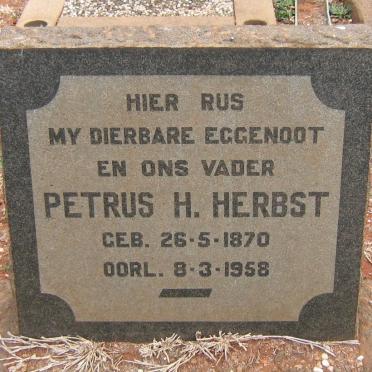 HIER RUS
MY DIERBARE EGGENOOT
EN ONS VADER
PETRUS H. HERBST
GEB. 26-5-1870
OORL. 8-3-1958